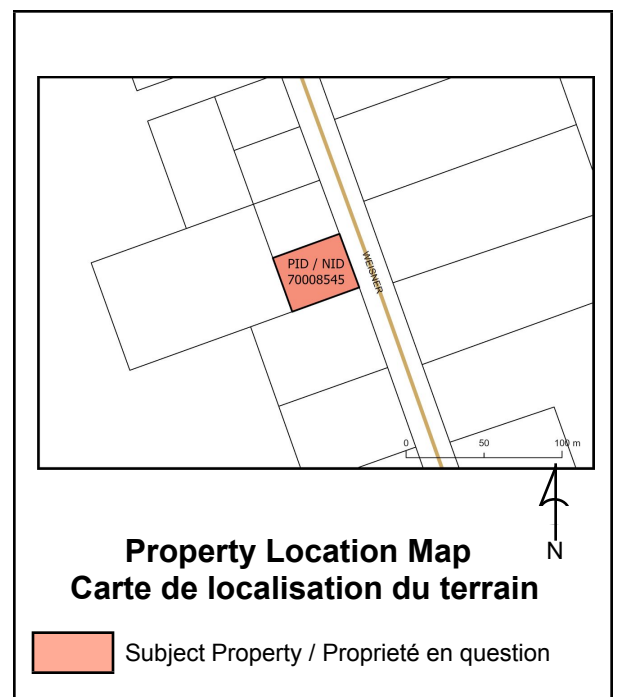 PID / NID
70008545
WEISNER
0 50 100 m
N
Property Location Map
Carte de localisation du terrain
Subject Property / Proprieté en question